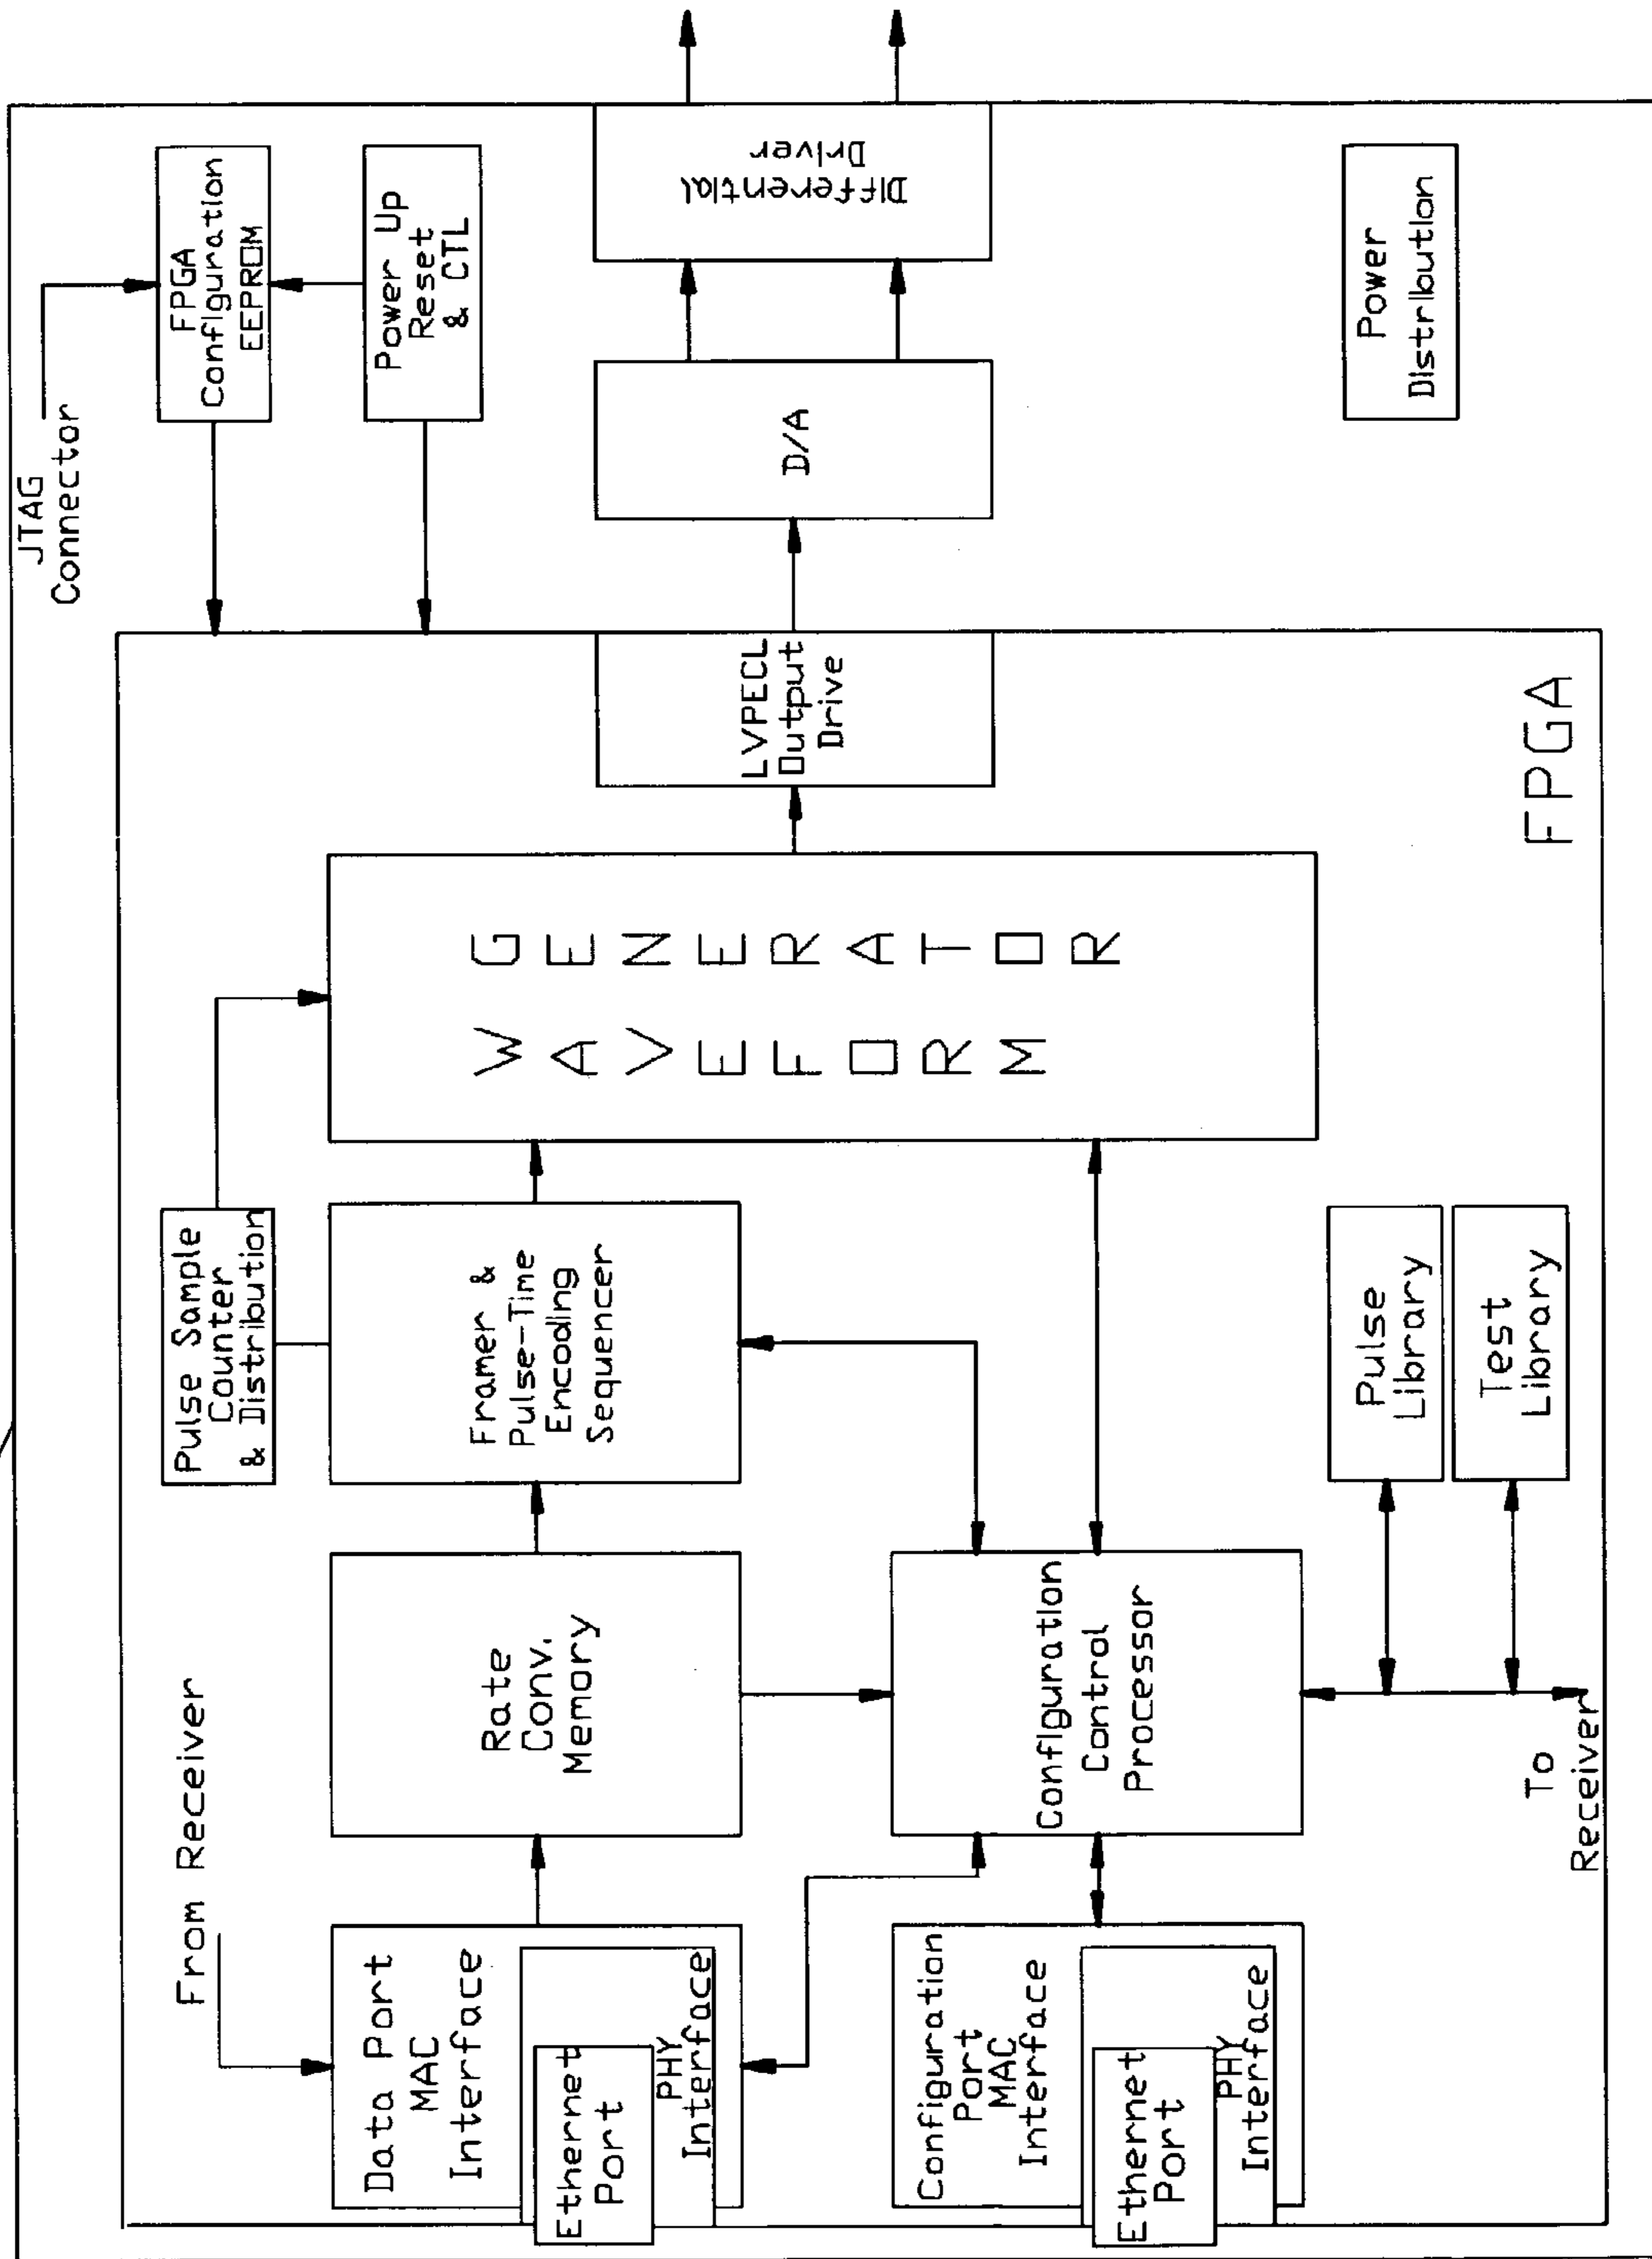 JTAG
Connector
FPGA
Configuration
EEPROM
Power Up
Reset
& CTL
Differential
Driver
D/A
Power
Distribution
LVPECL
Output
Drive
FPGA
WAVEFORM
GENERATOR
Pulse Sample
Counter
& Distribution
Framer &
Pulse-Time
Encoding
Sequencer
Pulse
Library
Test
Library
Rate
Conv.
Memory
Configuration
Control
Processor
From Receiver
To
Receiver
Data Port
MAC
Interface
PHY
Interface
Ethernet
Port
Configuration
Port
MAC
Interface
PHY
Interface
Ethernet
Port